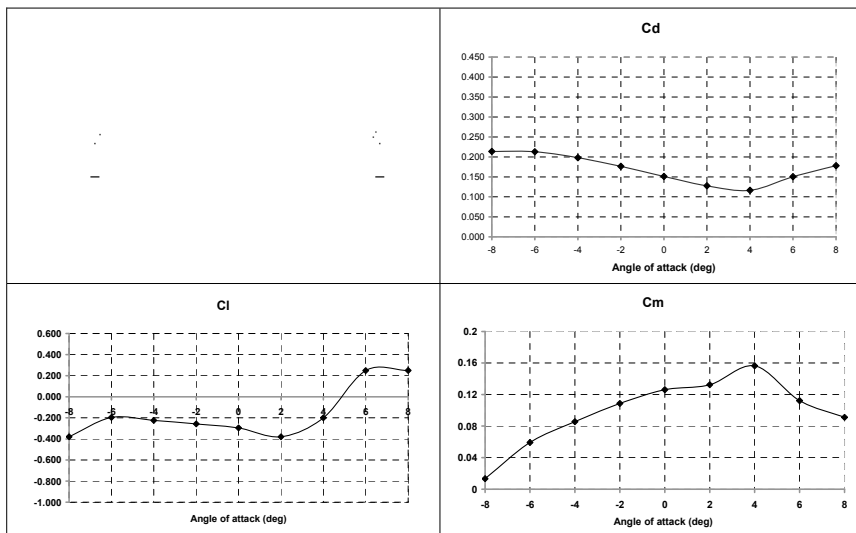 Cd
0.450
0.400
0.350
0.300
0.250
0.200
0.150
0.100
0.050
0.000
-8 -6 -4 -2 0 2 4 6 8
Angle of attack (deg)
Cl
0.600
0.400
0.200
0.000
-8 -6 -4 -2 0 2 4 6 8
-0.200
-0.400
-0.600
-0.800
-1.000
Angle of attack (deg)
Cm
0.2
0.16
0.12
0.08
0.04
0
-8 -6 -4 -2 0 2 4 6 8
Angle of attack (deg)